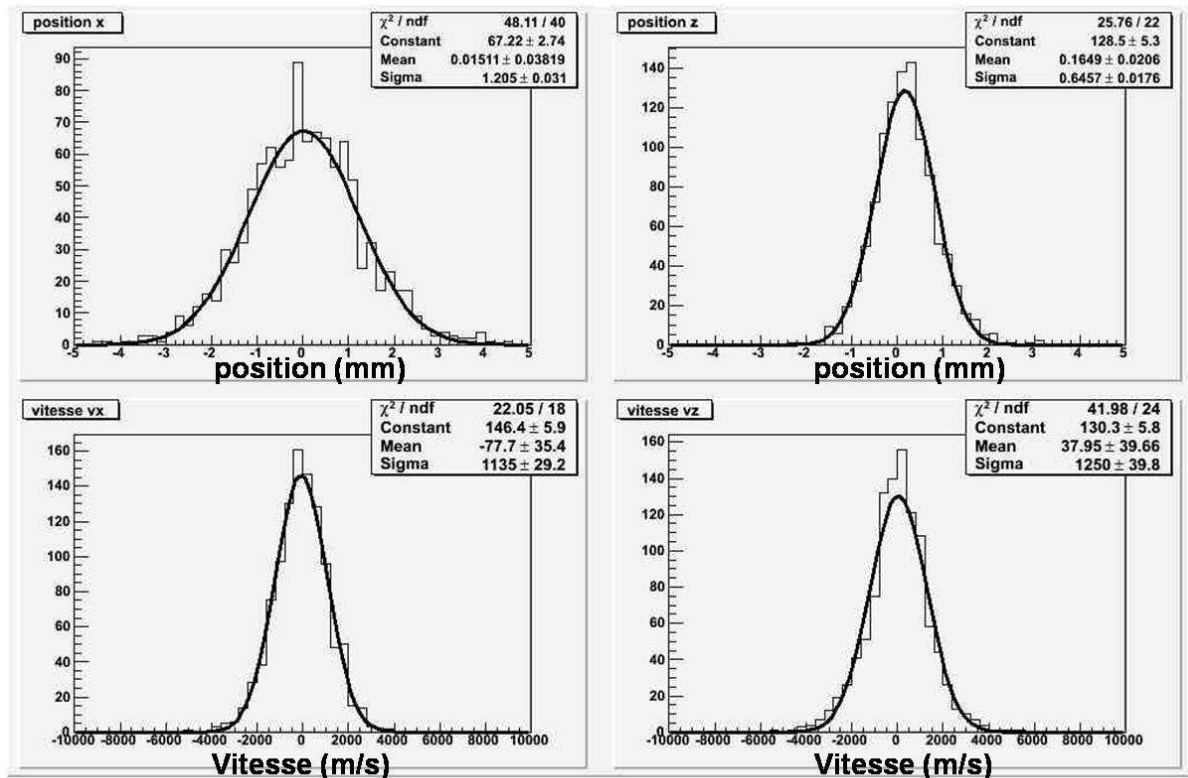 position x
χ² / ndf 48.11 / 40
Constant 67.22 ± 2.74
Mean 0.01511 ± 0.03819
Sigma 1.205 ± 0.031
90
80
70
60
50
40
30
20
10
0
-5 -4 -3 -2 -1 0 1 2 3 4 5
position (mm)
position z
χ² / ndf 25.76 / 22
Constant 128.5 ± 5.3
Mean 0.1649 ± 0.0206
Sigma 0.6457 ± 0.0176
140
120
100
80
60
40
20
0
-5 -4 -3 -2 -1 0 1 2 3 4 5
position (mm)
vitesse vx
χ² / ndf 22.05 / 18
Constant 146.4 ± 5.9
Mean -77.7 ± 35.4
Sigma 1135 ± 29.2
160
140
120
100
80
60
40
20
0
-10000 -8000 -6000 -4000 -2000 0 2000 4000 6000 8000 10000
Vitesse (m/s)
vitesse vz
χ² / ndf 41.98 / 24
Constant 130.3 ± 5.8
Mean 37.95 ± 39.66
Sigma 1250 ± 39.8
160
140
120
100
80
60
40
20
0
-10000 -8000 -6000 -4000 -2000 0 2000 4000 6000 8000 10000
Vitesse (m/s)